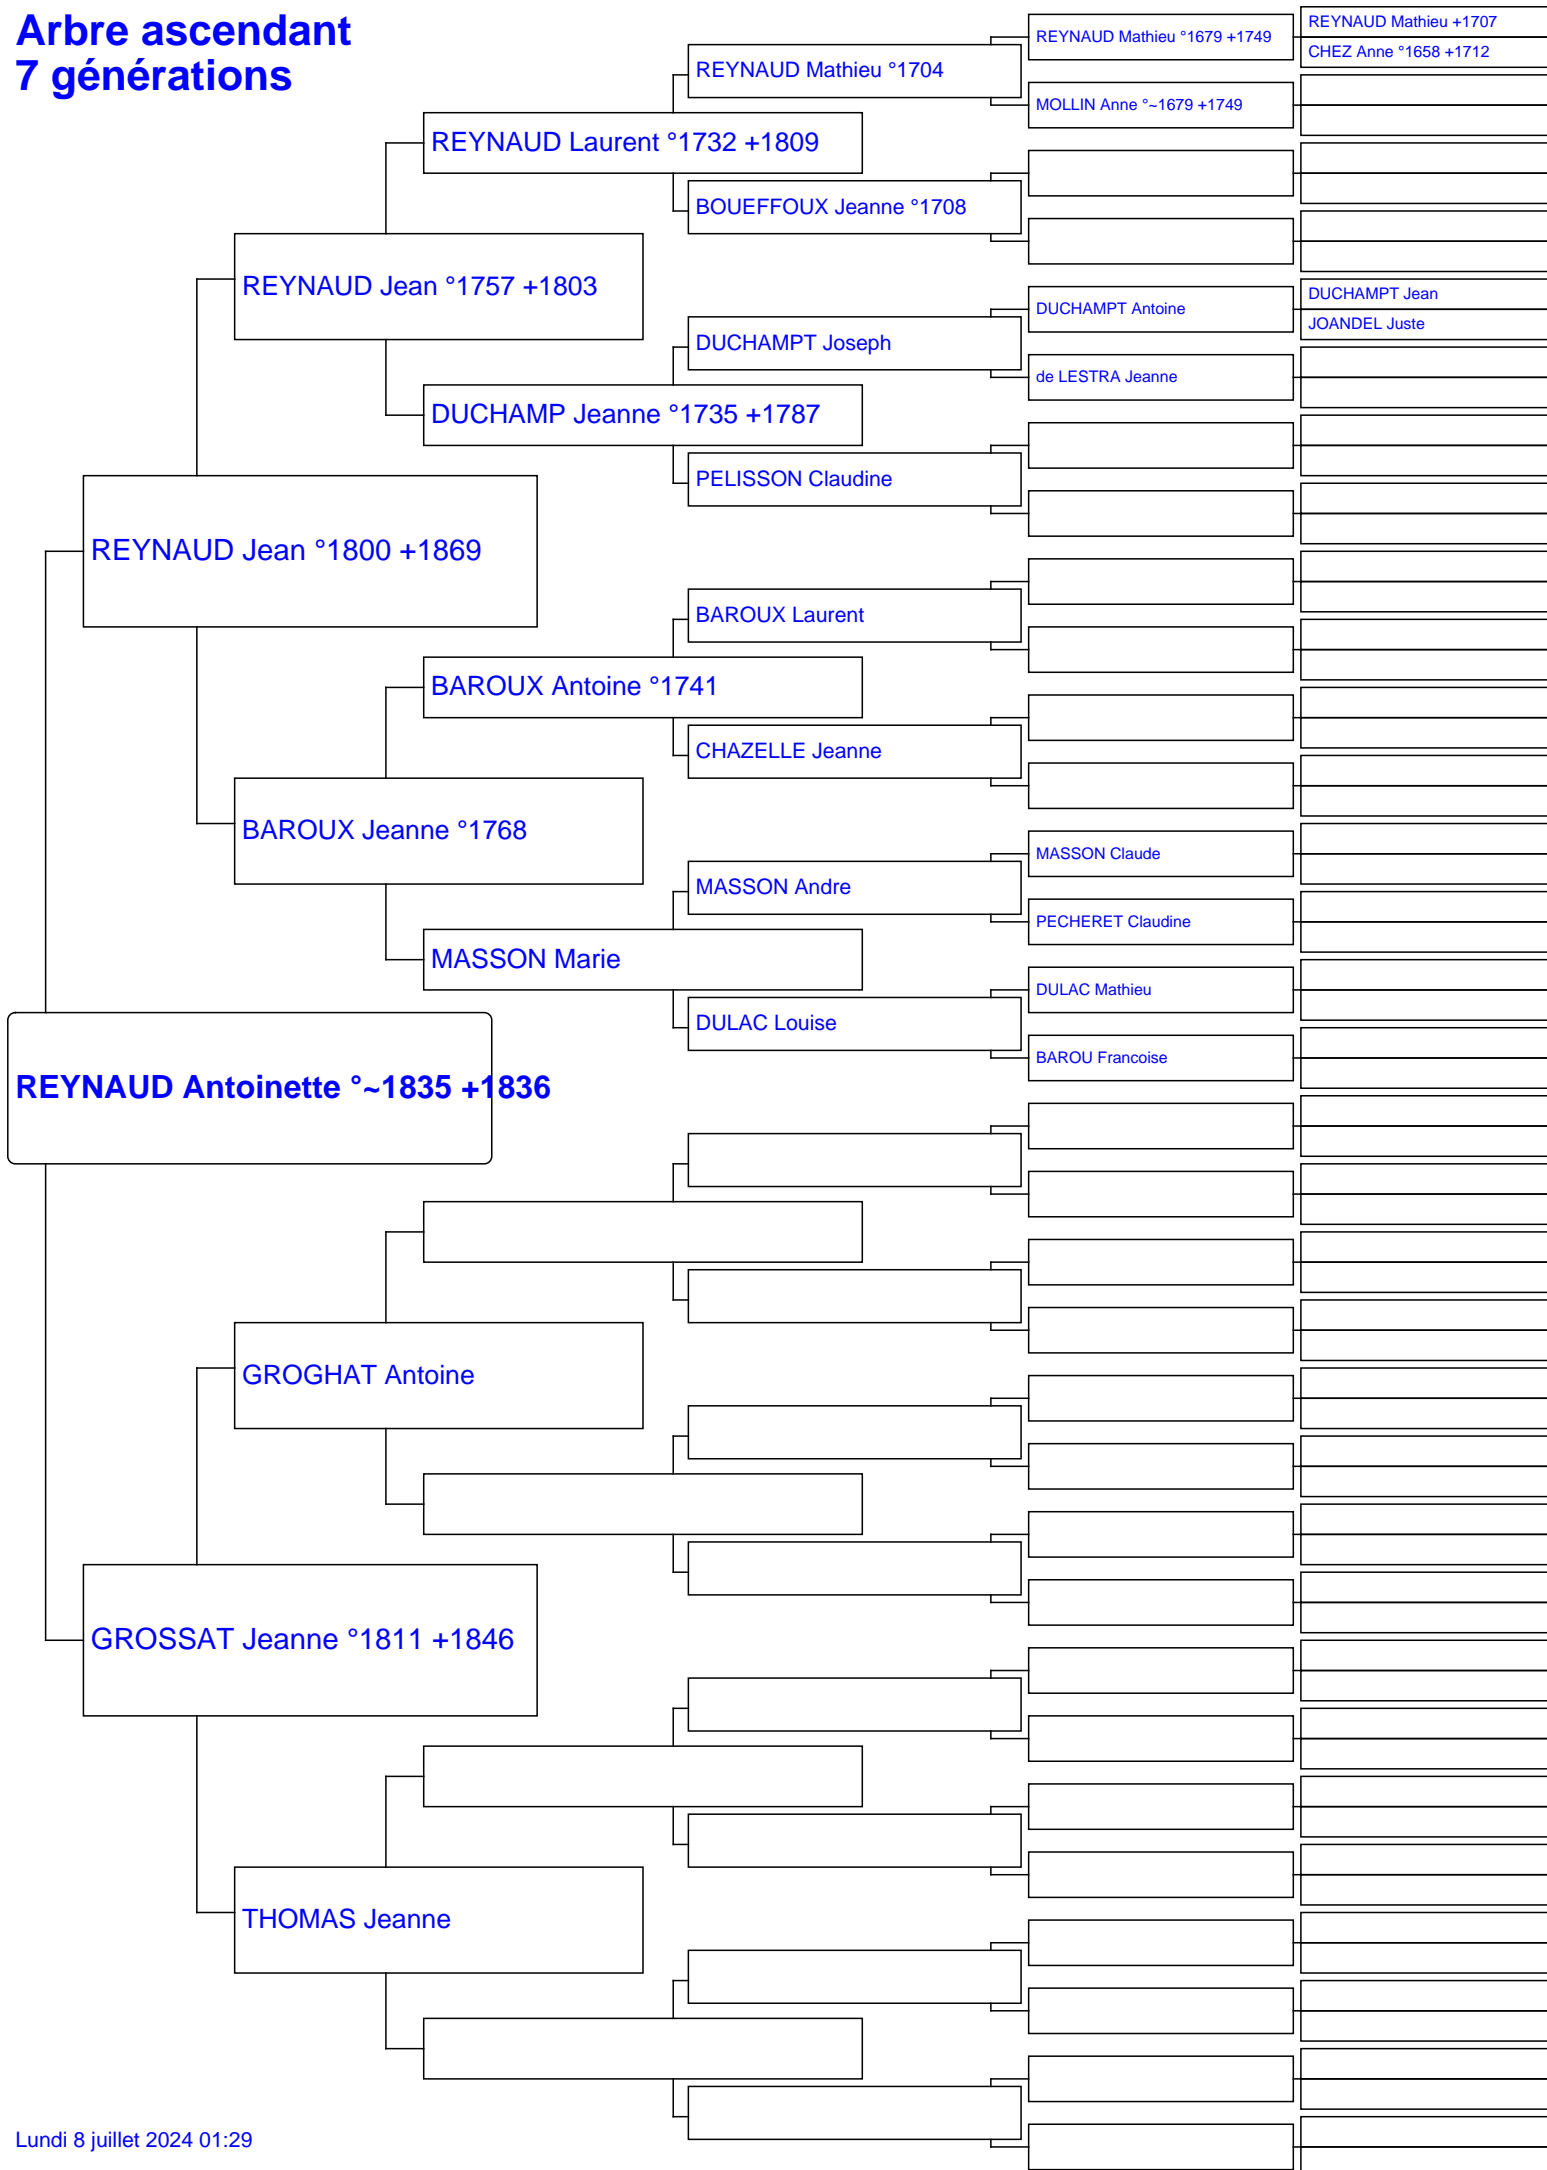 Arbre ascendant
7 générations
REYNAUD Mathieu °1679 +1749
REYNAUD Mathieu +1707
CHEZ Anne °1658 +1712
REYNAUD Mathieu °1704
MOLLIN Anne °~1679 +1749
REYNAUD Laurent °1732 +1809
BOUEFFOUX Jeanne °1708
REYNAUD Jean °1757 +1803
DUCHAMPT Antoine
DUCHAMPT Jean
JOANDEL Juste
DUCHAMPT Joseph
de LESTRA Jeanne
DUCHAMP Jeanne °1735 +1787
PELISSON Claudine
REYNAUD Jean °1800 +1869
BAROUX Laurent
BAROUX Antoine °1741
CHAZELLE Jeanne
BAROUX Jeanne °1768
MASSON Claude
MASSON Andre
PECHERET Claudine
MASSON Marie
DULAC Mathieu
DULAC Louise
BAROU Francoise
REYNAUD Antoinette °~1835 +1836
GROGHAT Antoine
GROSSAT Jeanne °1811 +1846
THOMAS Jeanne
Lundi 8 juillet 2024 01:29